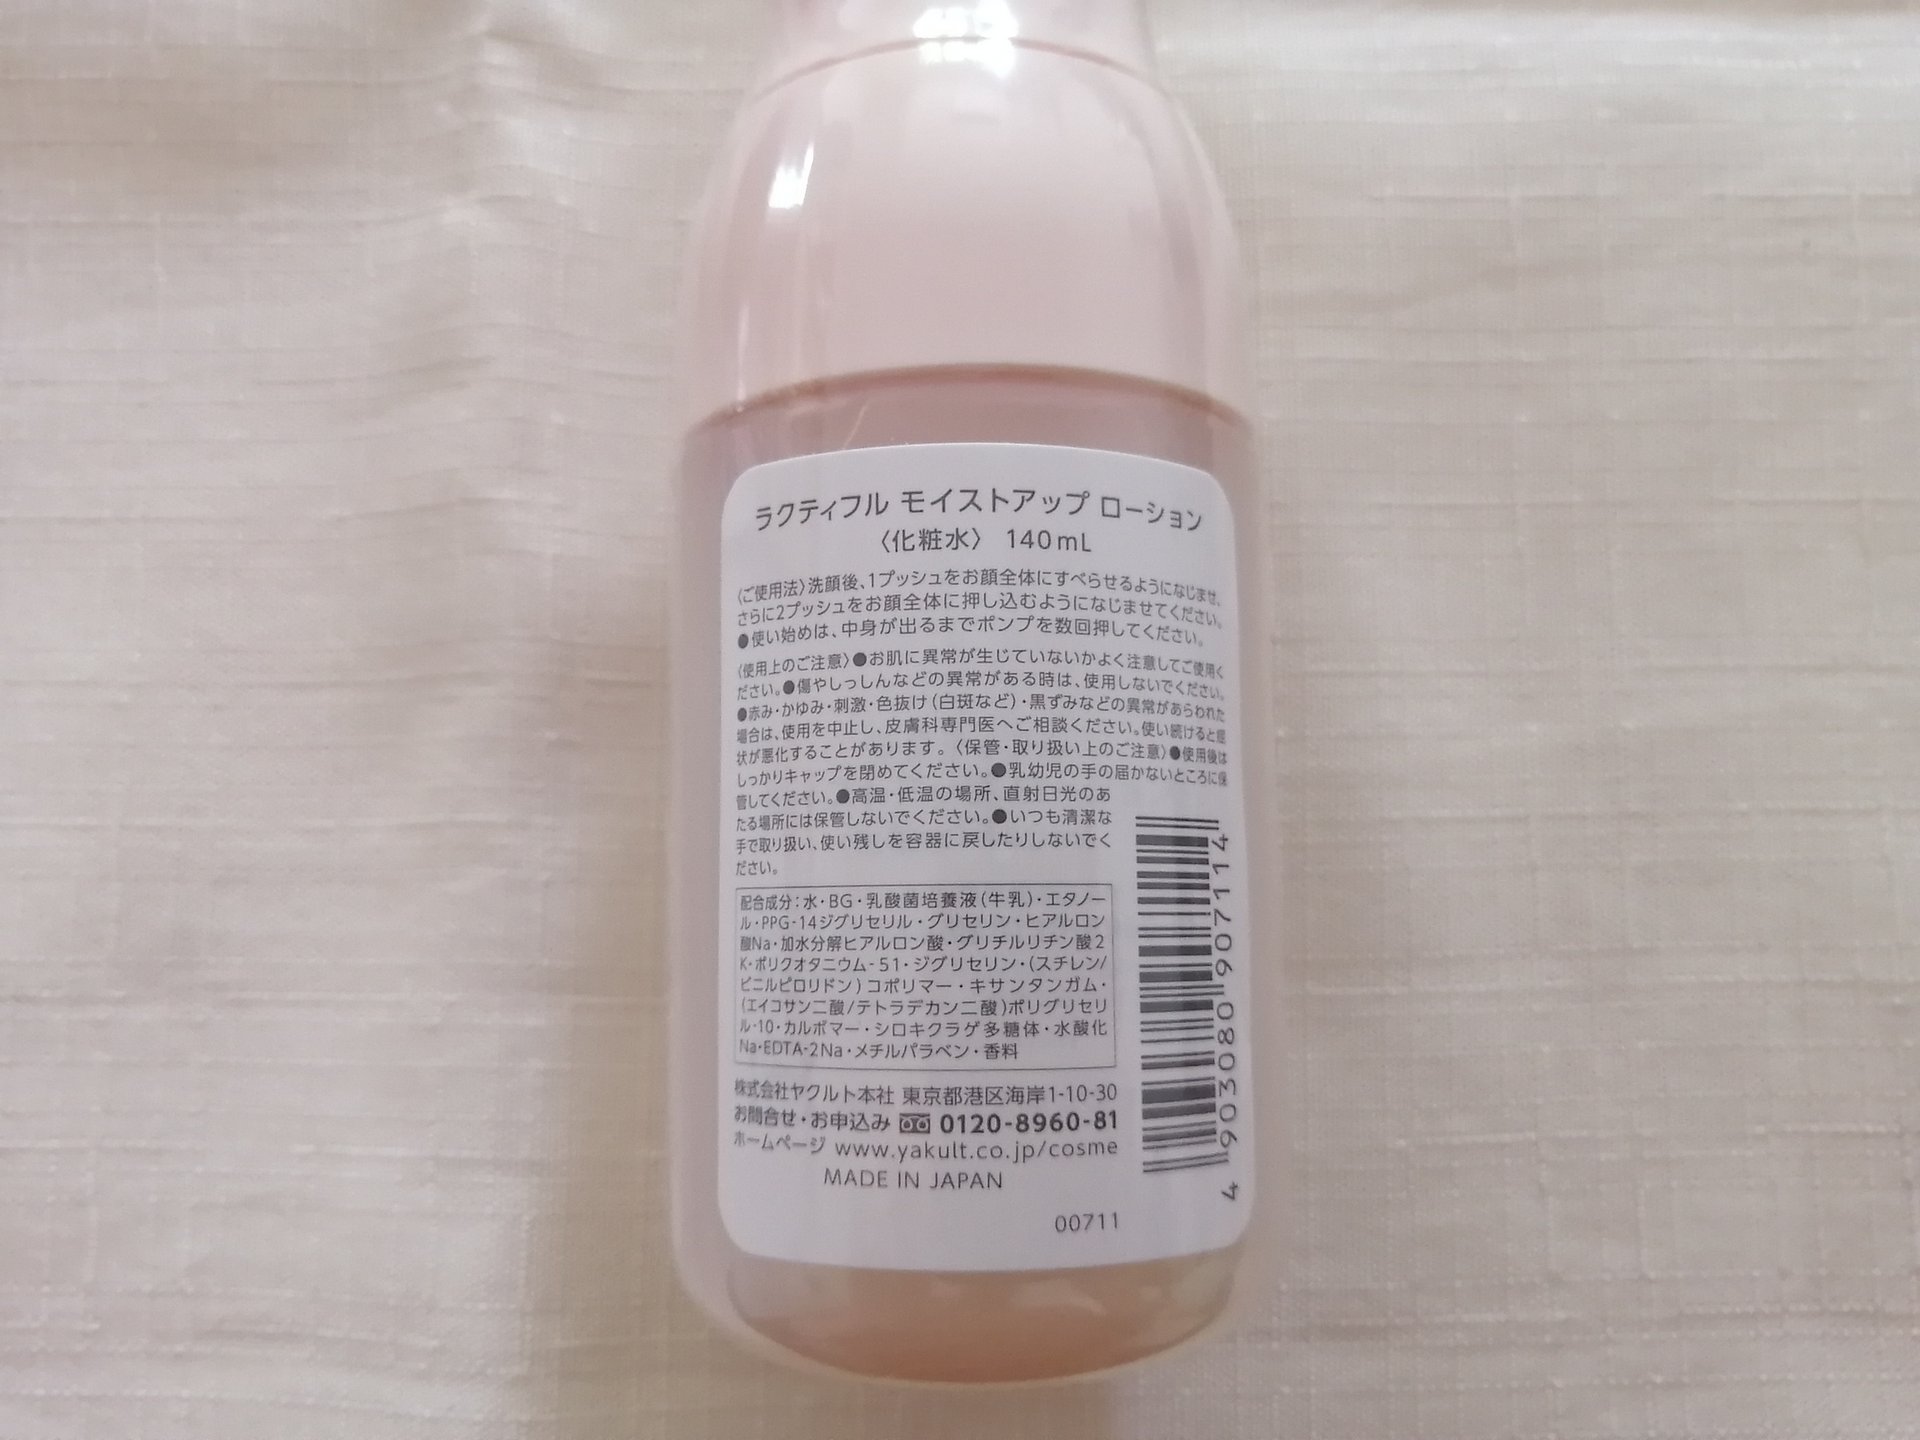 ラクティフル モイストアップ ローション
〈化粧水〉 140mL
〈ご使用法〉洗顔後、1プッシュをお顔全体にすべらせるようになじませ、
さらに2プッシュをお顔全体に押し込むようになじませてください。
●使い始めは、中身が出るまでポンプを数回押してください。
〈使用上のご注意〉●お肌に異常が生じていないかよく注意してご使用く
ださい。●傷やしっしんなどの異常がある時は、使用しないでください。
●赤み・かゆみ・刺激・色抜け(白斑など)・黒ずみなどの異常があらわれた
場合は、使用を中止し、皮膚科専門医へご相談ください。使い続けると症
状が悪化することがあります。〈保管・取り扱い上のご注意〉●使用後は
しっかりキャップを閉めてください。●乳幼児の手の届かないところに保
管してください。●高温・低温の場所、直射日光のあ
たる場所には保管しないでください。●いつも清潔な
手で取り扱い、使い残しを容器に戻したりしないでく
ださい。
配合成分：水・BG・乳酸菌培養液(牛乳)・エタノー
ル・PPG-14ジグリセリル・グリセリン・ヒアルロン
酸Na・加水分解ヒアルロン酸・グリチルリチン酸2
K・ポリクオタニウム-51・ジグリセリン・(スチレン/
ビニルピロリドン)コポリマー・キサンタンガム・
(エイコサン二酸/テトラデカン二酸)ポリグリセリ
ル-10・カルボマー・シロキクラゲ多糖体・水酸化
Na・EDTA-2Na・メチルパラベン・香料
株式会社ヤクルト本社 東京都港区海岸1-10-30
お問合せ・お申込み 0120-8960-81
ホームページ www.yakult.co.jp/cosme
MADE IN JAPAN
00711
4 903080 907114